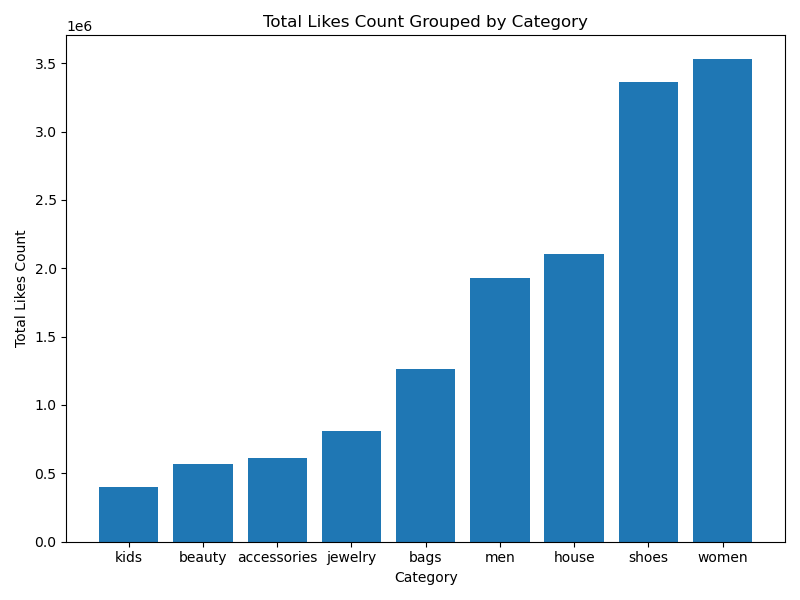 Total Likes Count Grouped by Category
1e6
3.5
3.0
2.5
2.0
1.5
1.0
0.5
0.0
Total Likes Count
kids beauty accessories jewelry bags men house shoes women
Category